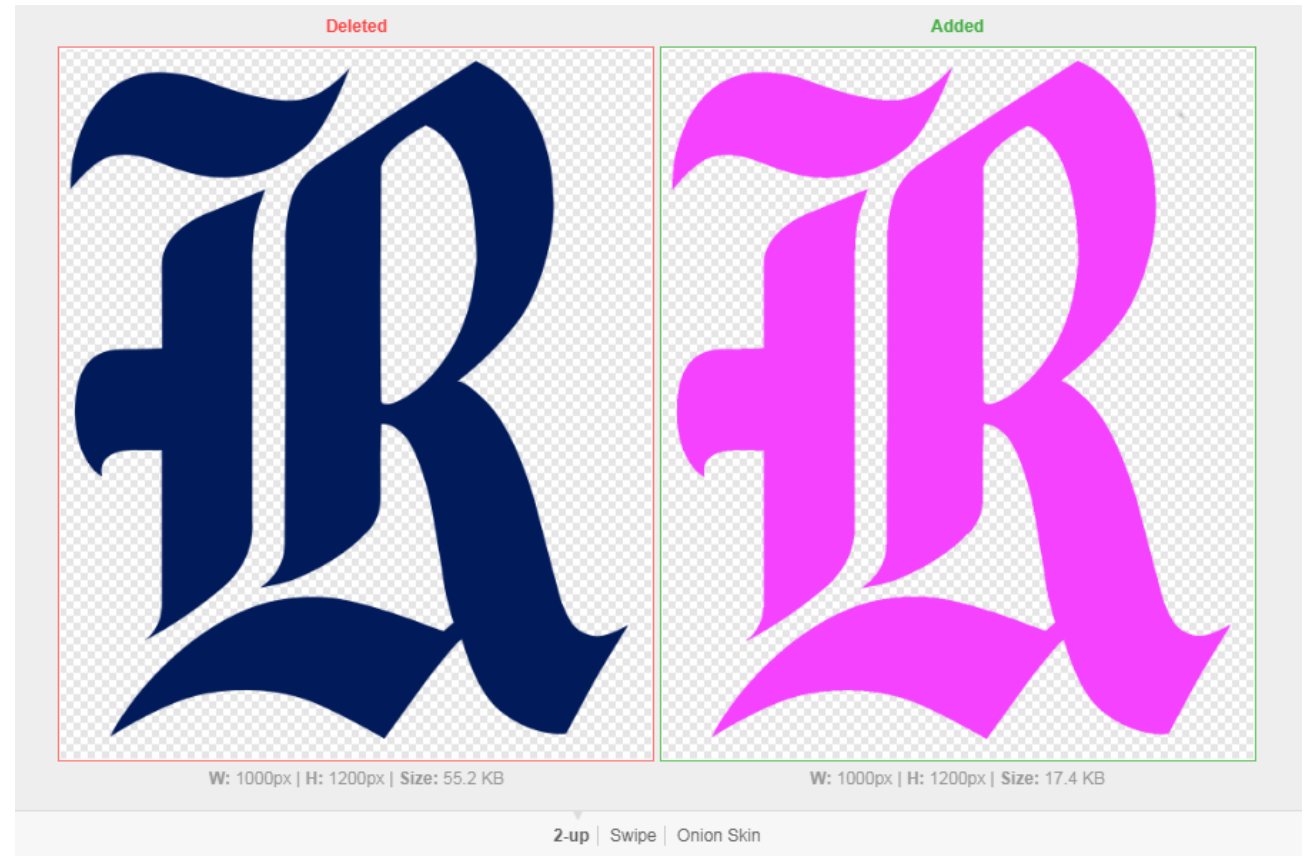 Deleted Added
R R
W: 1000px | H: 1200px | Size: 55.2 KB W: 1000px | H: 1200px | Size: 17.4 KB
2-up | Swipe | Onion Skin